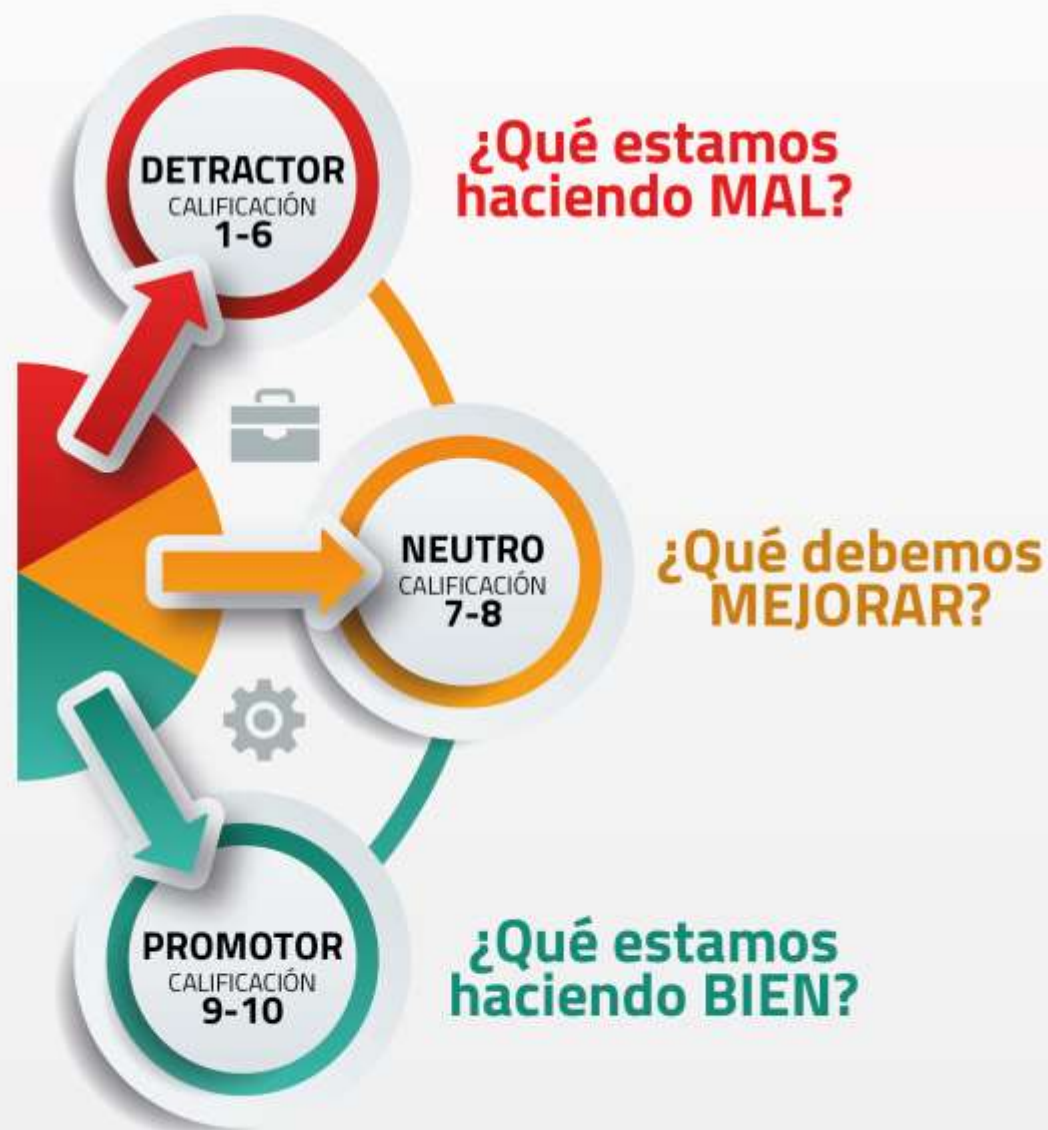 DETRACTOR
CALIFICACIÓN
1-6
¿Qué estamos
haciendo MAL?
NEUTRO
CALIFICACIÓN
7-8
¿Qué debemos
MEJORAR?
PROMOTOR
CALIFICACIÓN
9-10
¿Qué estamos
haciendo BIEN?